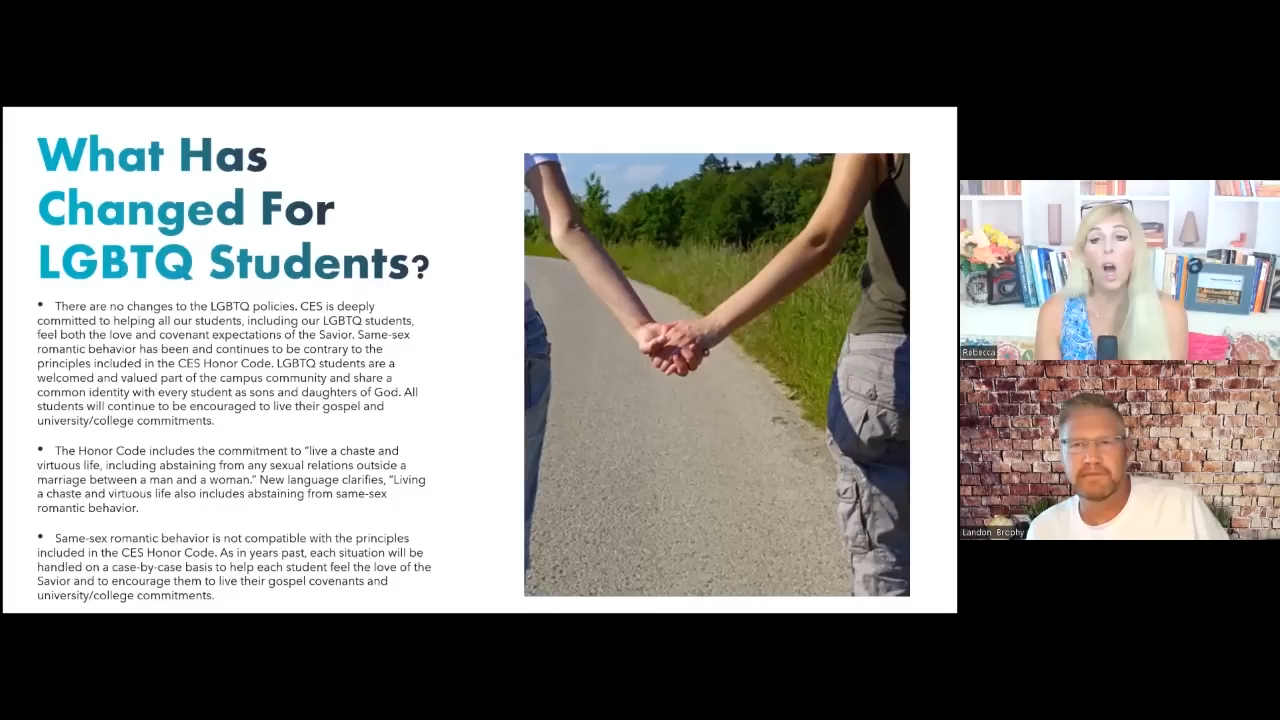 What Has
Changed For
LGBTQ Students?
• There are no changes to the LGBTQ policies. CES is deeply
committed to helping all our students, including our LGBTQ students,
feel both the love and covenant expectations of the Savior. Same-sex
romantic behavior has been and continues to be contrary to the
principles included in the CES Honor Code. LGBTQ students are a
welcomed and valued part of the campus community and share a
common identity with every student as sons and daughters of God. All
students will continue to be encouraged to live their gospel and
university/college commitments.
• The Honor Code includes the commitment to “live a chaste and
virtuous life, including abstaining from any sexual relations outside a
marriage between a man and a woman.” New language clarifies, “Living
a chaste and virtuous life also includes abstaining from same-sex
romantic behavior.
• Same-sex romantic behavior is not compatible with the principles
included in the CES Honor Code. As in years past, each situation will be
handled on a case-by-case basis to help each student feel the love of the
Savior and to encourage them to live their gospel covenants and
university/college commitments.
Rebecca
Landon Brophy